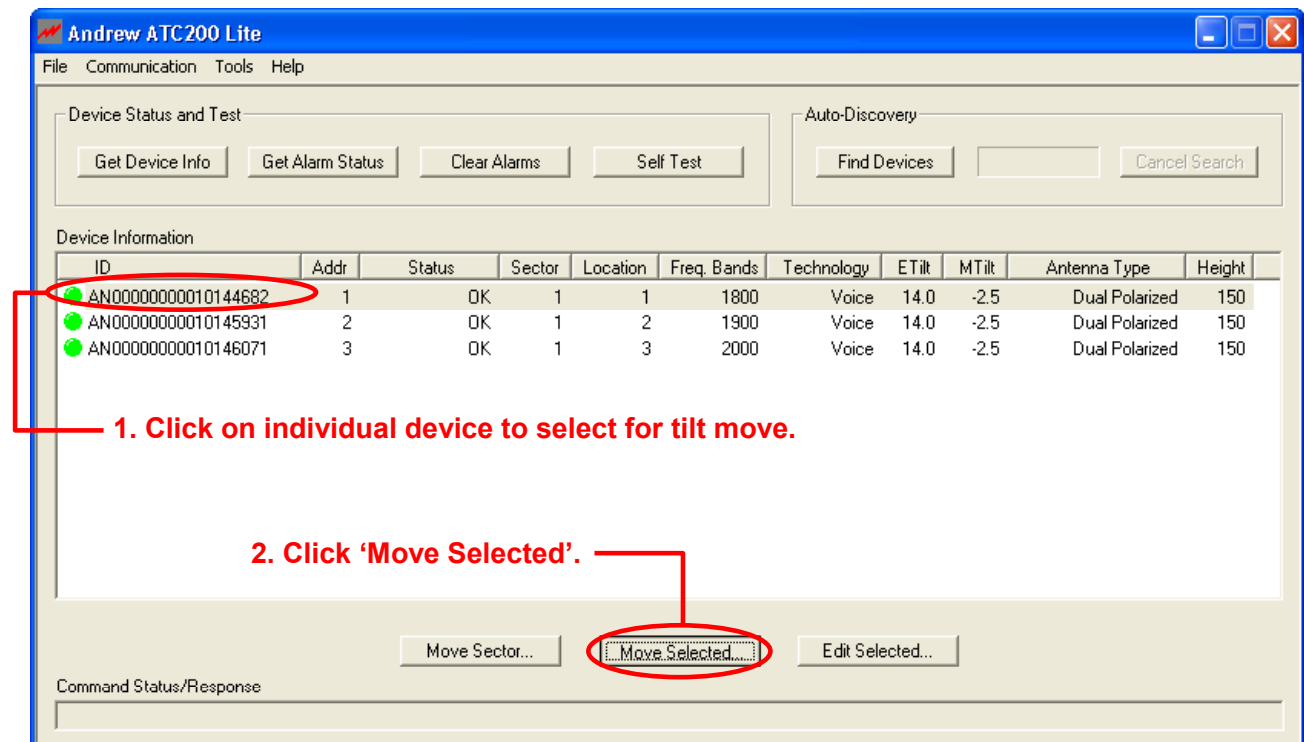 Andrew ATC200 Lite
File Communication Tools Help
Device Status and Test
Auto-Discovery
Get Device Info Get Alarm Status Clear Alarms Self Test Find Devices Cancel Search
Device Information
ID Addr Status Sector Location Freq. Bands Technology ETilt MTilt Antenna Type Height
AN00000000010144682 1 OK 1 1 1800 Voice 14.0 -2.5 Dual Polarized 150
AN00000000010145931 2 OK 1 2 1900 Voice 14.0 -2.5 Dual Polarized 150
AN00000000010146071 3 OK 1 3 2000 Voice 14.0 -2.5 Dual Polarized 150
1. Click on individual device to select for tilt move.
2. Click ‘Move Selected’.
Move Sector... Move Selected... Edit Selected...
Command Status/Response